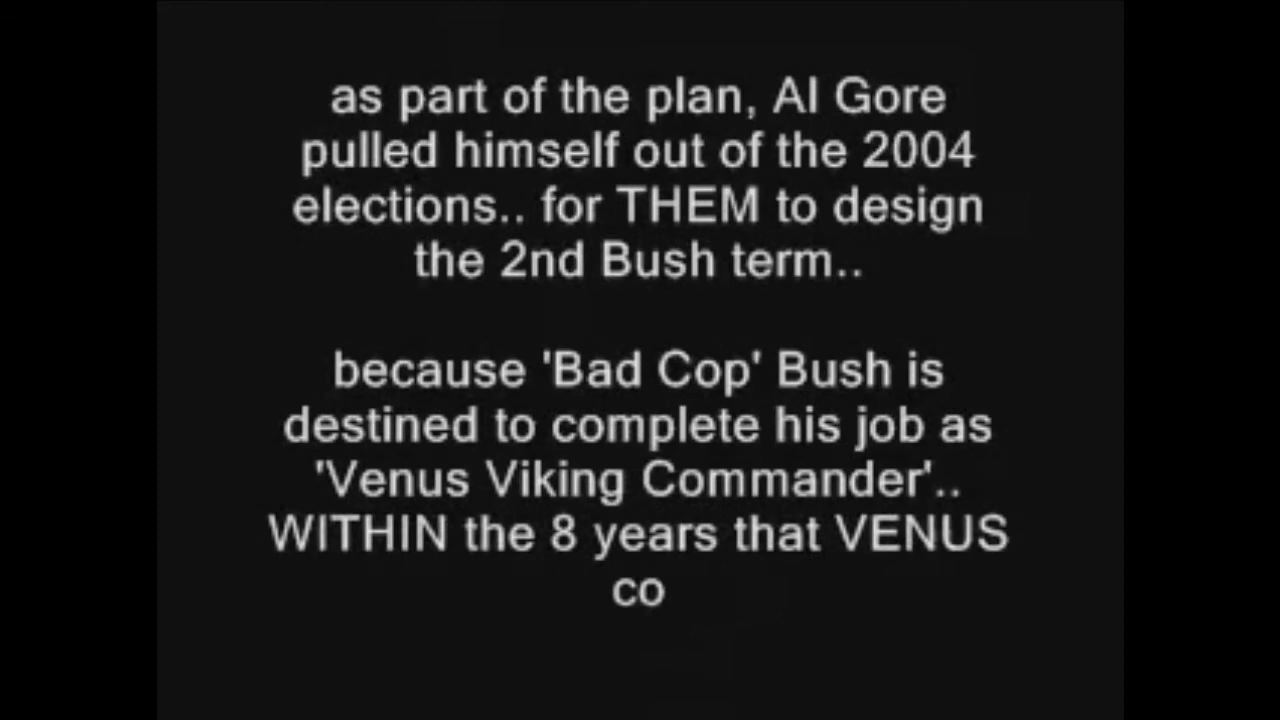 as part of the plan, Al Gore
pulled himself out of the 2004
elections.. for THEM to design
the 2nd Bush term..
because 'Bad Cop' Bush is
destined to complete his job as
'Venus Viking Commander'..
WITHIN the 8 years that VENUS
co